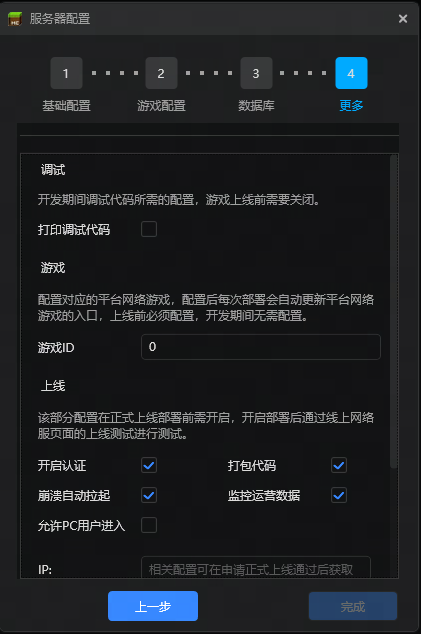 服务器配置
1
2
3
4
基础配置
游戏配置
数据库
更多
调试
开发期间调试代码所需的配置，游戏上线前需要关闭。
打印调试代码
游戏
配置对应的平台网络游戏，配置后每次部署会自动更新平台网络
游戏的入口，上线前必须配置，开发期间无需配置。
游戏ID
0
上线
该部分配置在正式上线部署前需开启，开启部署后通过线上网络
服页面的上线测试进行测试。
开启认证
打包代码
崩溃自动拉起
监控运营数据
允许PC用户进入
IP:
相关配置可在申请正式上线通过后获取
上一步
完成